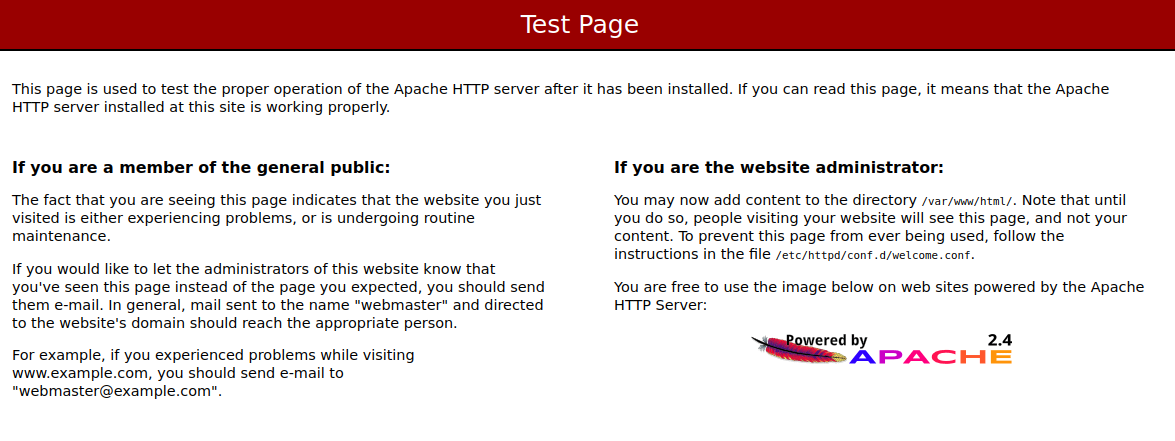 Test Page
This page is used to test the proper operation of the Apache HTTP server after it has been installed. If you can read this page, it means that the Apache
HTTP server installed at this site is working properly.
If you are a member of the general public:
The fact that you are seeing this page indicates that the website you just
visited is either experiencing problems, or is undergoing routine
maintenance.
If you would like to let the administrators of this website know that
you've seen this page instead of the page you expected, you should send
them e-mail. In general, mail sent to the name "webmaster" and directed
to the website's domain should reach the appropriate person.
For example, if you experienced problems while visiting
www.example.com, you should send e-mail to
"webmaster@example.com".
If you are the website administrator:
You may now add content to the directory /var/www/html/. Note that until
you do so, people visiting your website will see this page, and not your
content. To prevent this page from ever being used, follow the
instructions in the file /etc/httpd/conf.d/welcome.conf.
You are free to use the image below on web sites powered by the Apache
HTTP Server:
Powered by 2.4
APACHE